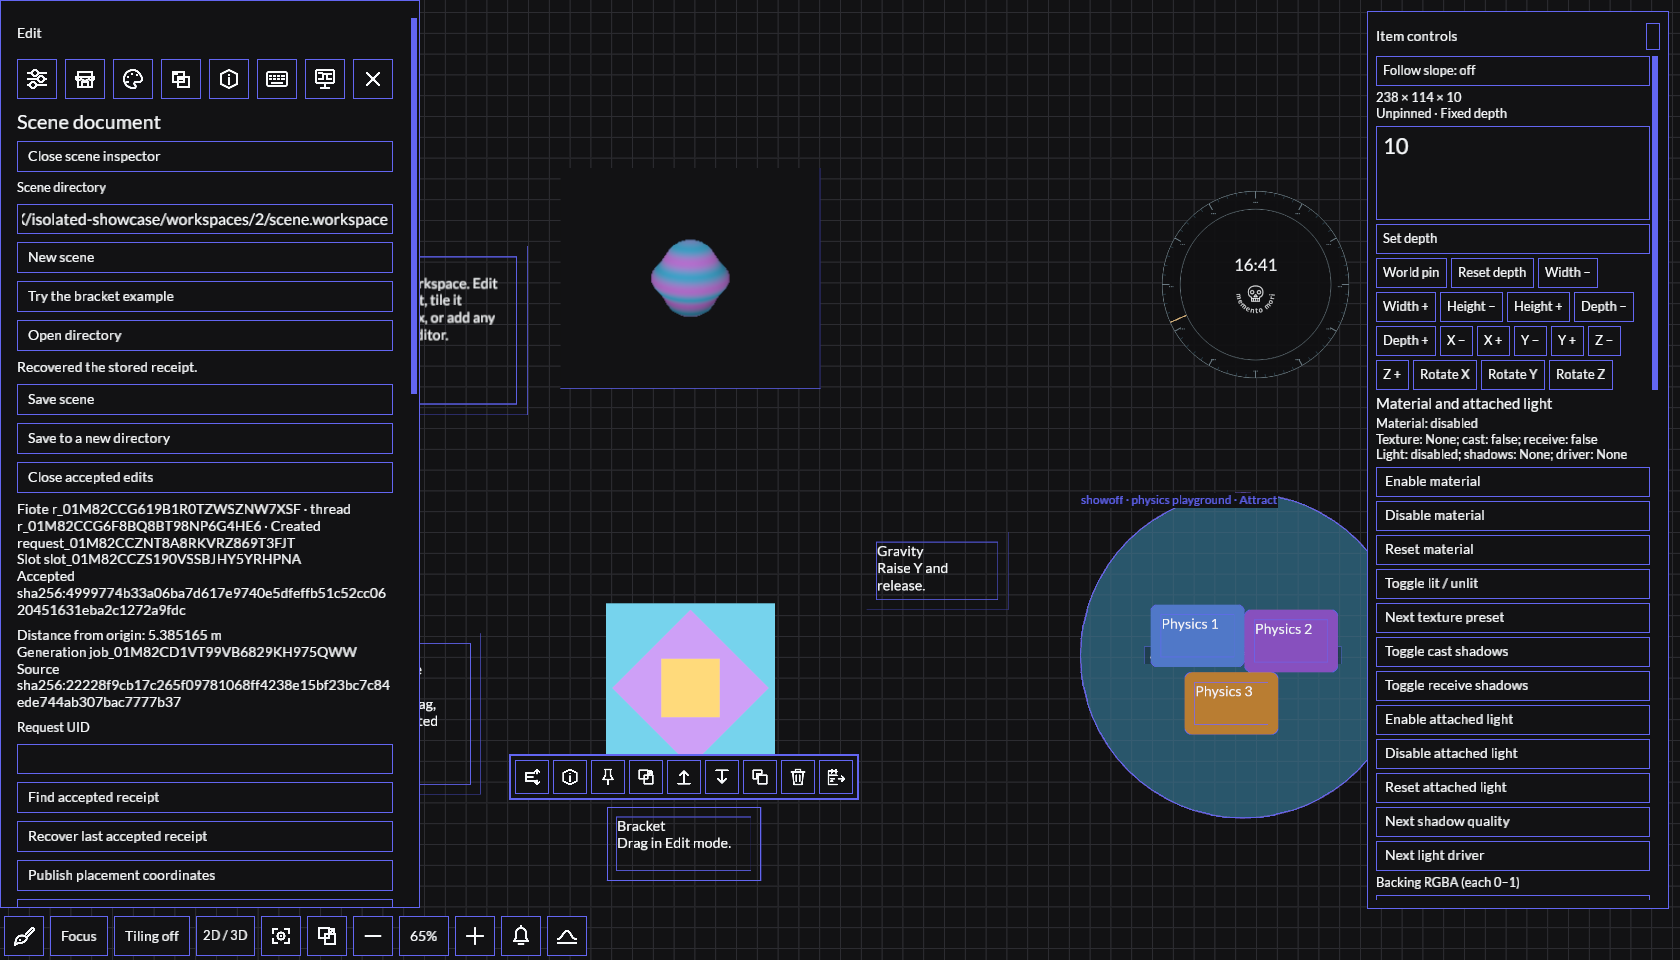 Edit
Scene document
Close scene inspector
Scene directory
/isolated-showcase/workspaces/2/scene.workspace
New scene
Try the bracket example
Open directory
Recovered the stored receipt.
Save scene
Save to a new directory
Close accepted edits
Fiote r_01M82CCG619B1R0TZWSZNW7XSF · thread
r_01M82CCG6F8BQ8BT98NP6G4HE6 · Created
request_01M82CCZNT8A8RKVRZ869T3FJT
Slot slot_01M82CCZS190VSSBJHY5YRHPNA
Accepted
sha256:4999774b33a06ba7d617e9740e5dfeffb51c52cc06
20451631eba2c1272a9fdc
Distance from origin: 5.385165 m
Generation job_01M82CD1VT99VB6829KH975QWW
Source
sha256:22228f9cb17c265f09781068ff4238e15bf23bc7c84
ede744ab307bac7777b37
Request UID
Find accepted receipt
Recover last accepted receipt
Publish placement coordinates
Focus
Tiling off
2D / 3D
65%
rkspace. Edit
t, tile it
x, or add any
ditor.
e
ag,
ted
Bracket
Drag in Edit mode.
Gravity
Raise Y and
release.
16:41
memento mori
showoff · physics playground · Attract
Physics 1
Physics 2
Physics 3
Item controls
Follow slope: off
238 × 114 × 10
Unpinned · Fixed depth
10
Set depth
World pin
Reset depth
Width −
Width +
Height −
Height +
Depth −
Depth +
X −
X +
Y −
Y +
Z −
Z +
Rotate X
Rotate Y
Rotate Z
Material and attached light
Material: disabled
Texture: None; cast: false; receive: false
Light: disabled; shadows: None; driver: None
Enable material
Disable material
Reset material
Toggle lit / unlit
Next texture preset
Toggle cast shadows
Toggle receive shadows
Enable attached light
Disable attached light
Reset attached light
Next shadow quality
Next light driver
Backing RGBA (each 0–1)